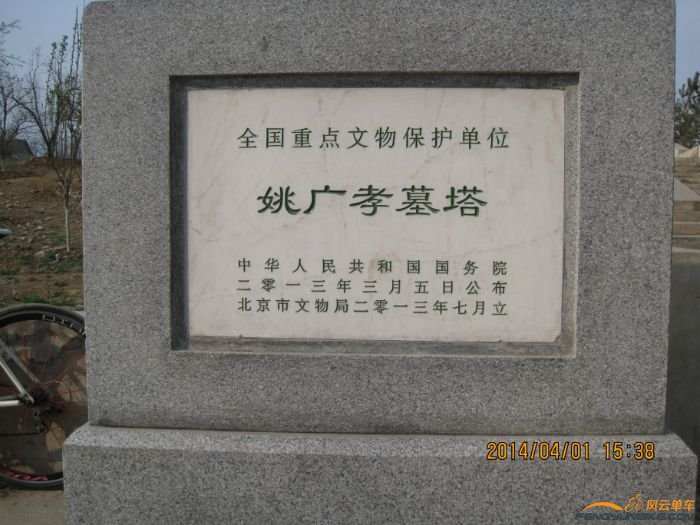 全国重点文物保护单位
姚广孝墓塔
中华人民共和国国务院
二零一三年三月五日公布
北京市文物局二零一三年七月立
2014/04/01 15:38
风云单车
FENGYUNBIKE.COM